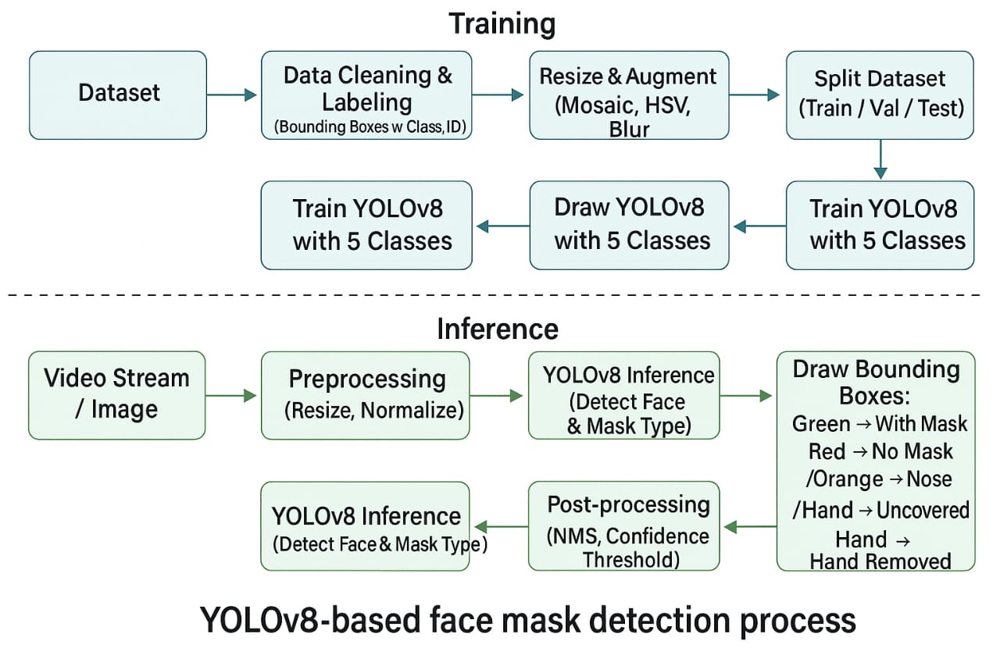 Training
Dataset
Data Cleaning &
Labeling
(Bounding Boxes w Class,ID)
Resize & Augment
(Mosaic, HSV,
Blur
Split Dataset
(Train / Val / Test)
Train YOLOv8
with 5 Classes
Draw YOLOv8
with 5 Classes
Train YOLOv8
with 5 Classes
Inference
Video Stream
/ Image
Preprocessing
(Resize, Normalize)
YOLOv8 Inference
(Detect Face
& Mask Type)
Draw Bounding
Boxes:
Green → With Mask
Red → No Mask
/Orange → Nose
/Hand → Uncovered
Hand →
Hand Removed
YOLOv8 Inference
(Detect Face & Mask Type)
Post-processing
(NMS, Confidence
Threshold)
YOLOv8-based face mask detection process